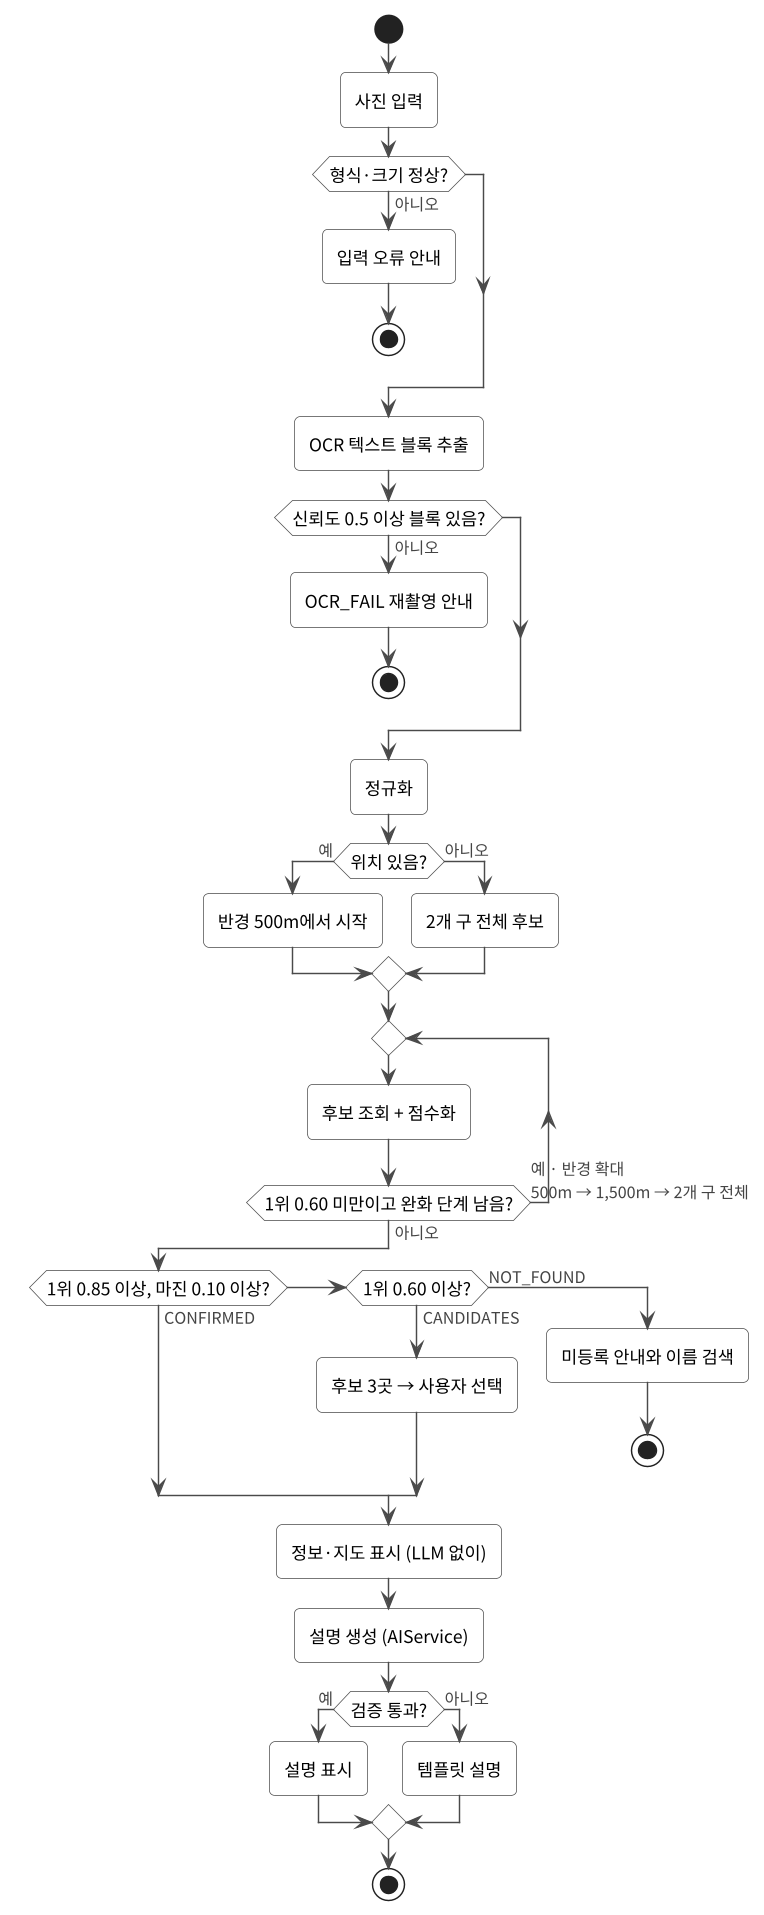 사진 입력
형식·크기 정상?
아니오
입력 오류 안내
OCR 텍스트 블록 추출
신뢰도 0.5 이상 블록 있음?
아니오
OCR_FAIL 재촬영 안내
정규화
예
위치 있음?
아니오
반경 500m에서 시작
2개 구 전체 후보
후보 조회 + 점수화
예 · 반경 확대
500m → 1,500m → 2개 구 전체
1위 0.60 미만이고 완화 단계 남음?
아니오
1위 0.85 이상, 마진 0.10 이상?
1위 0.60 이상?
NOT_FOUND
CONFIRMED
CANDIDATES
미등록 안내와 이름 검색
후보 3곳 → 사용자 선택
정보·지도 표시 (LLM 없이)
설명 생성 (AIService)
예
검증 통과?
아니오
설명 표시
템플릿 설명